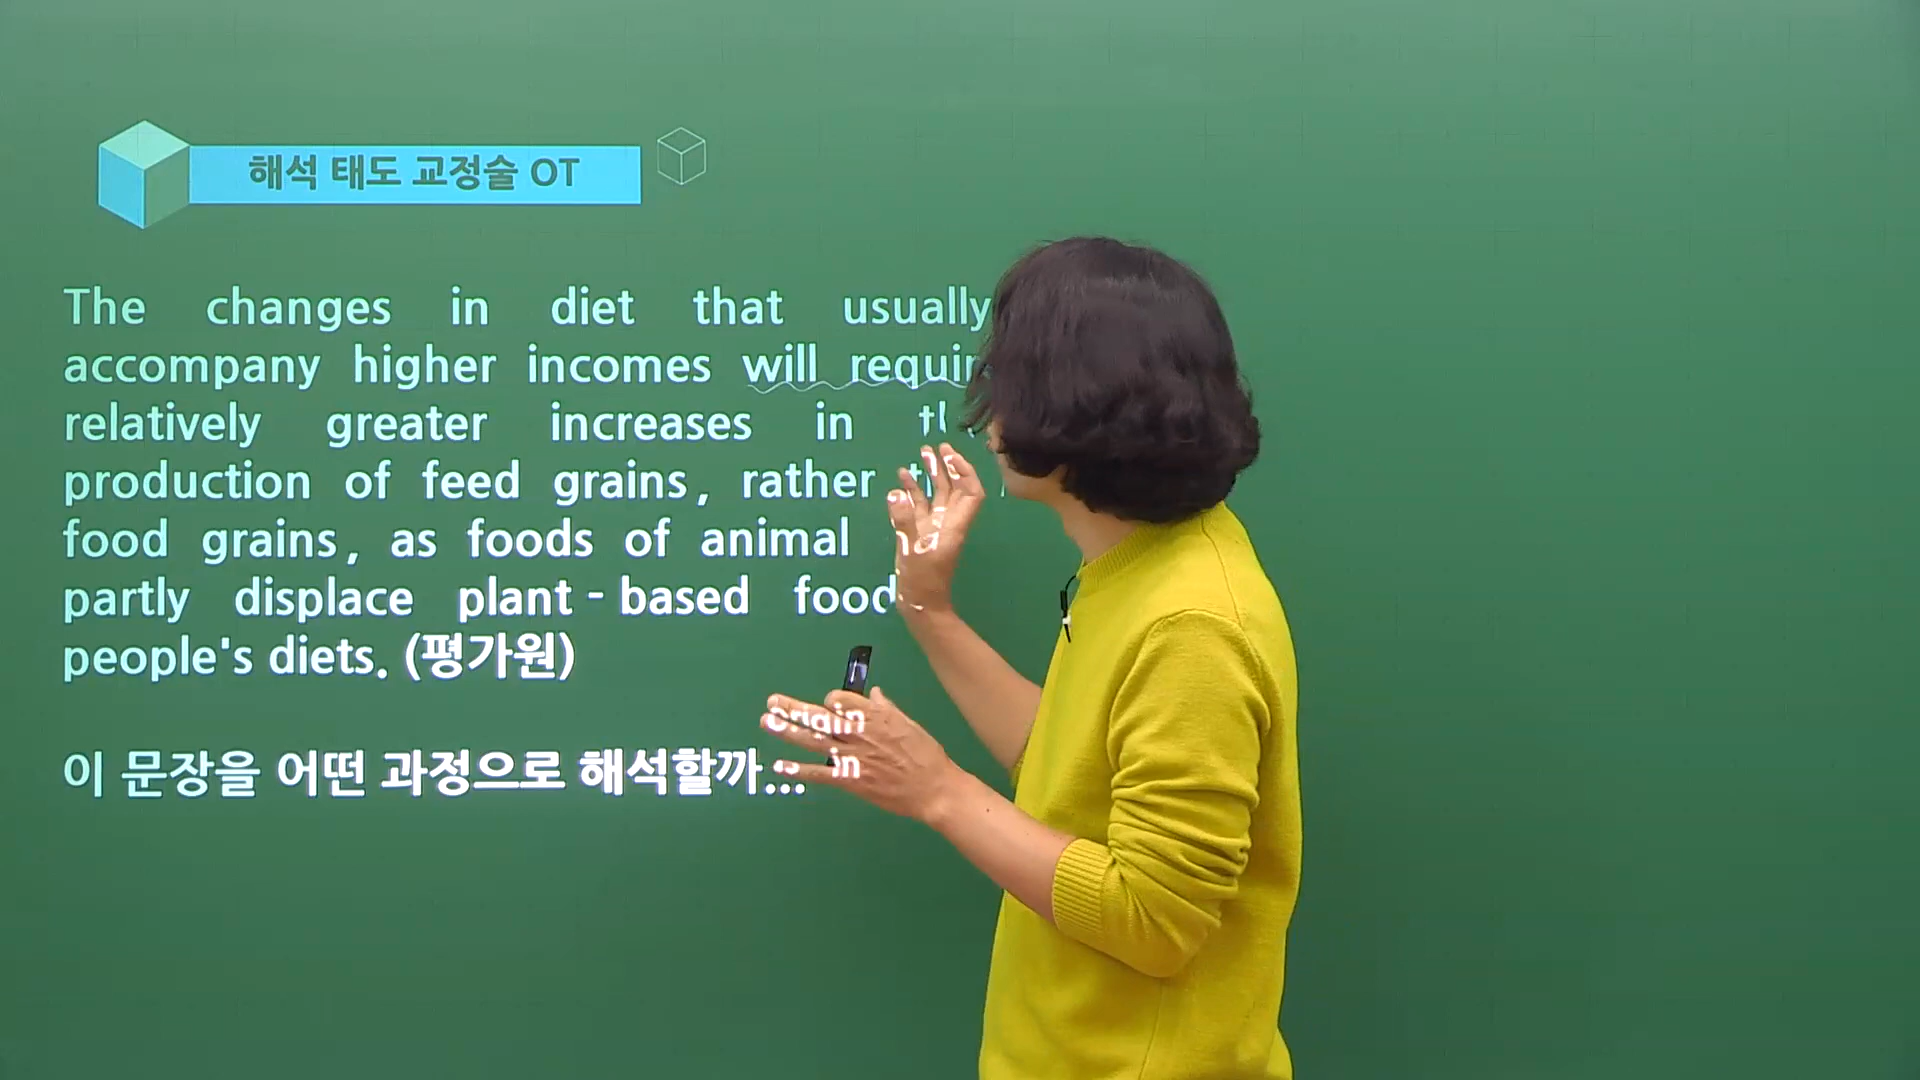 해석 태도 교정술 OT
The changes in diet that usually
accompany higher incomes will
relatively greater increases in
production of feed grains, rather
food grains, as foods of animal origin
partly displace plant-based in
people's diets. (평가원)
이 문장을 어떤 과정으로 해석할까...